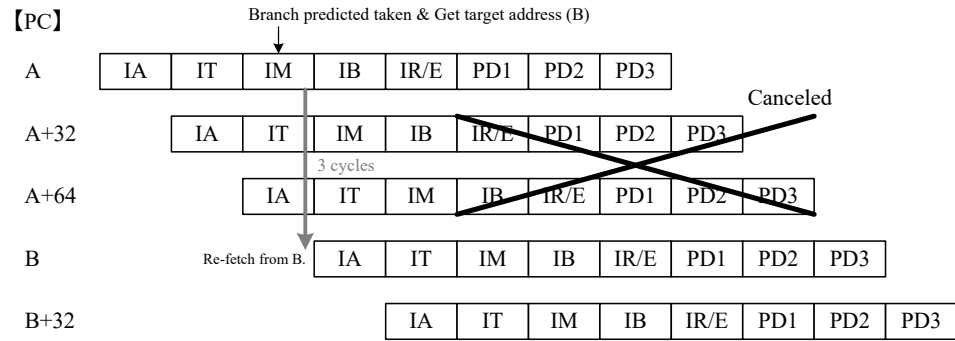 Branch predicted taken & Get target address (B)
【PC】
A IA IT IM IB IR/E PD1 PD2 PD3
Canceled
A+32 IA IT IM IB IR/E PD1 PD2 PD3
3 cycles
A+64 IA IT IM IB IR/E PD1 PD2 PD3
B Re-fetch from B. IA IT IM IB IR/E PD1 PD2 PD3
B+32 IA IT IM IB IR/E PD1 PD2 PD3